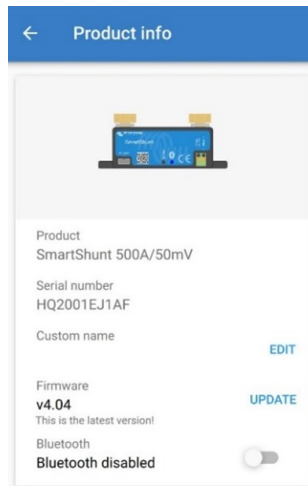 Product info
SmartShunt
Product
SmartShunt 500A/50mV
Serial number
HQ2001EJ1AF
Custom name
EDIT
Firmware
v4.04
UPDATE
This is the latest version!
Bluetooth
Bluetooth disabled